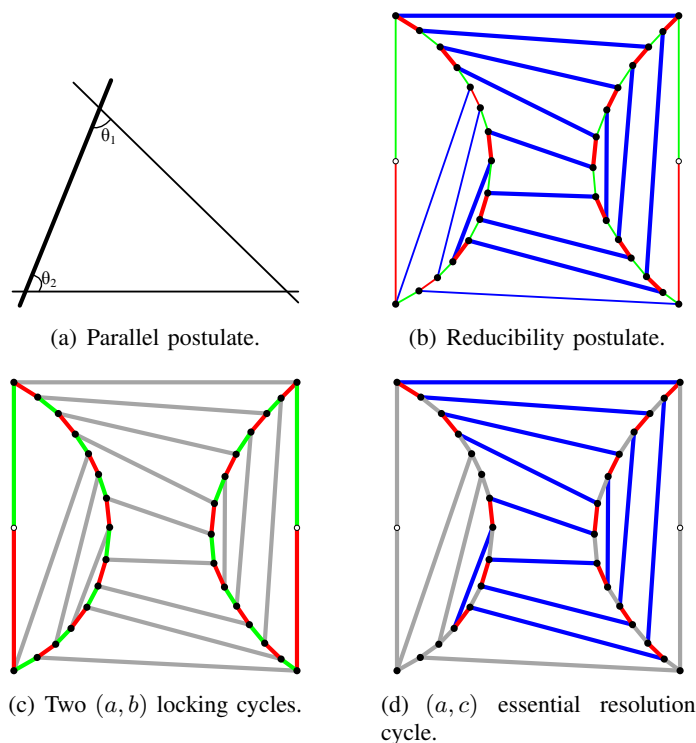 θ1
θ2
(a) Parallel postulate.
(b) Reducibility postulate.
(c) Two (a, b) locking cycles.
(d) (a, c) essential resolution
cycle.